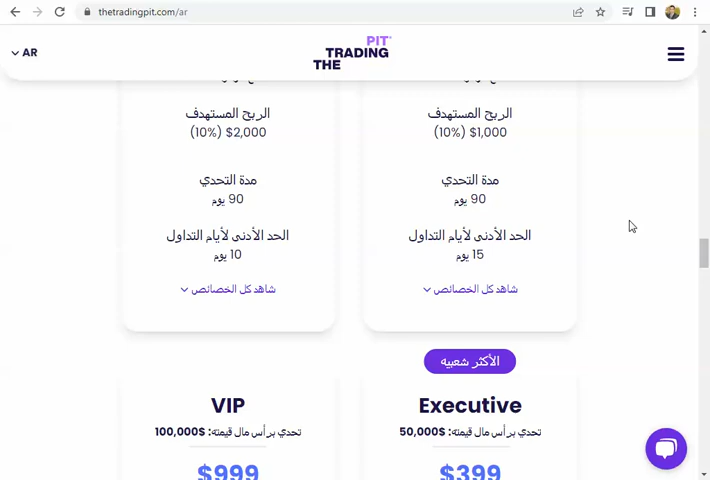 thetradingpit.com/ar
AR
THE TRADING PIT
الربح المستهدف
$1,000 (10%)
مدة التحدي
90 يوم
الحد الأدنى لأيام التداول
15 يوم
شاهد كل الخصائص
الربح المستهدف
$2,000 (10%)
مدة التحدي
90 يوم
الحد الأدنى لأيام التداول
10 يوم
شاهد كل الخصائص
الأكثر شعبيه
Executive
تحدي برأس مال قيمته: $50,000
$399
VIP
تحدي برأس مال قيمته: $100,000
$999